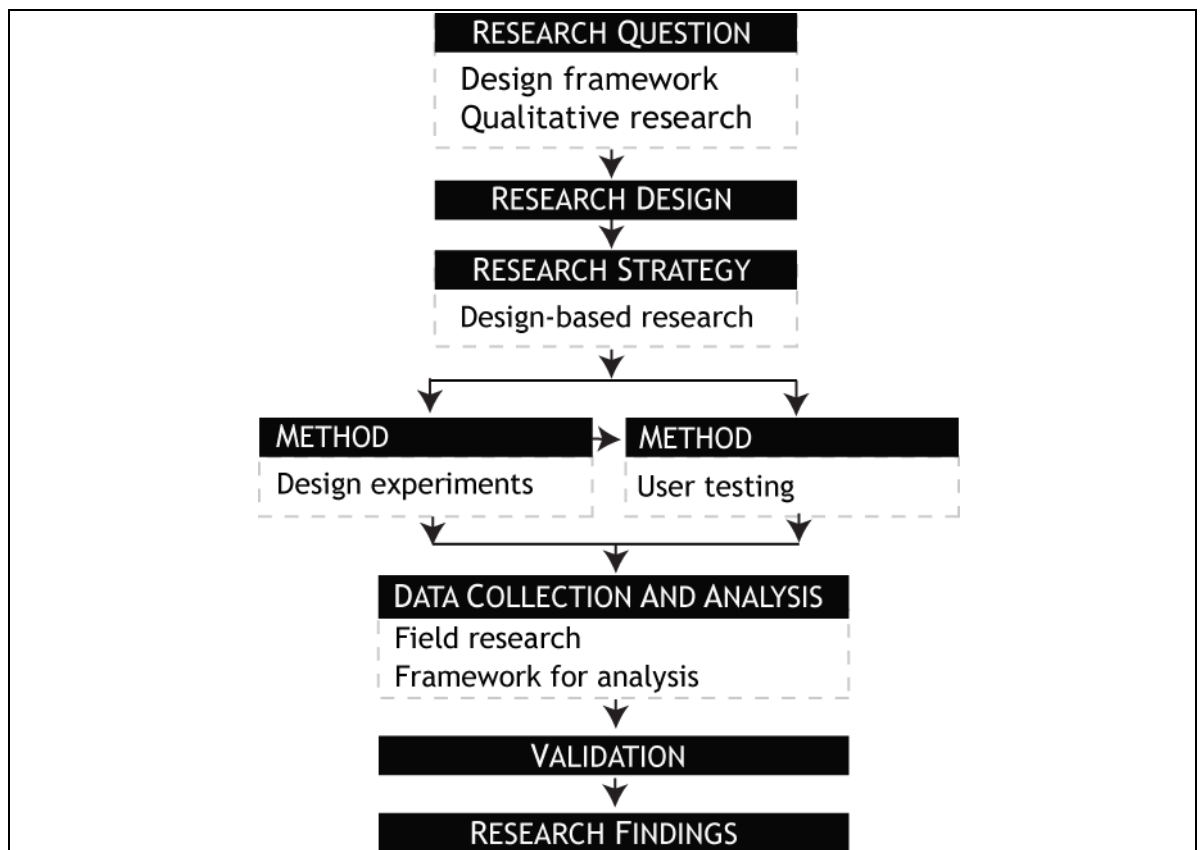 RESEARCH QUESTION
Design framework
Qualitative research
RESEARCH DESIGN
RESEARCH STRATEGY
Design-based research
METHOD
Design experiments
METHOD
User testing
DATA COLLECTION AND ANALYSIS
Field research
Framework for analysis
VALIDATION
RESEARCH FINDINGS